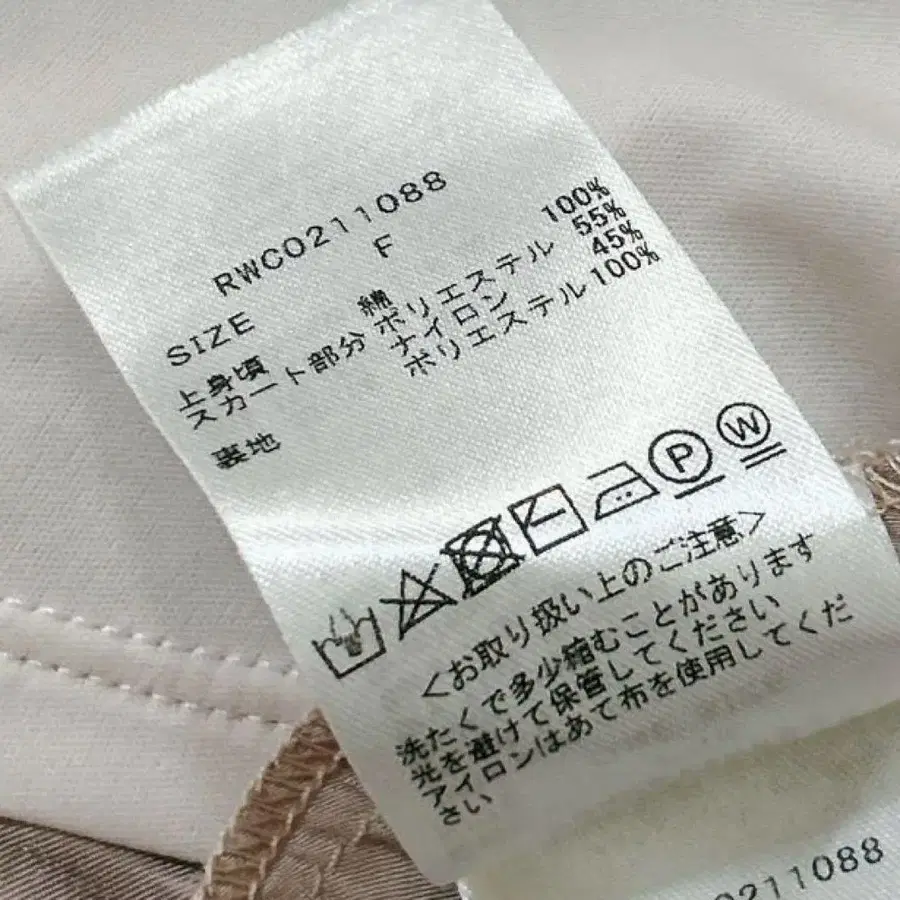 RWC0211088
SIZE F
上身頃 綿 100%
スカート部分 ポリエステル 55%
ナイロン 45%
裏地 ポリエステル 100%
P W
<お取り扱い上のご注意>
洗たくで多少縮むことがあります
光を避けて保管してください
アイロンはあて布を使用してくだ
さい
0211088